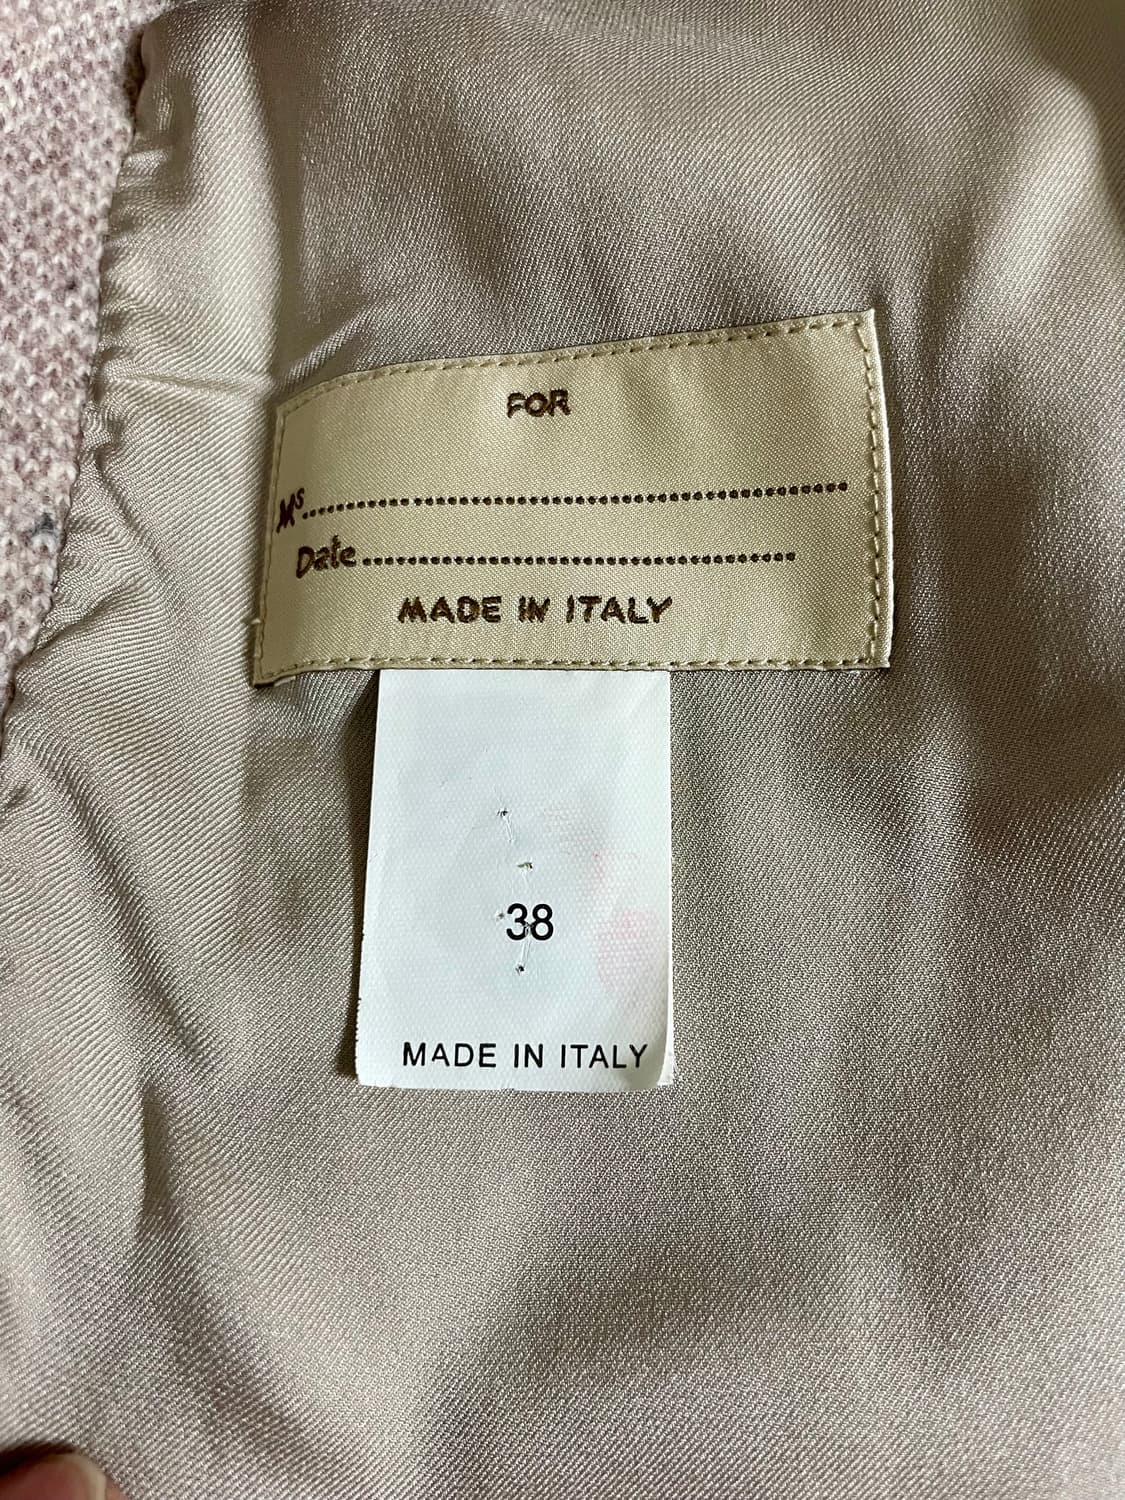 FOR
Ms..........................................................
Date................................................
MADE IN ITALY
38
MADE IN ITALY